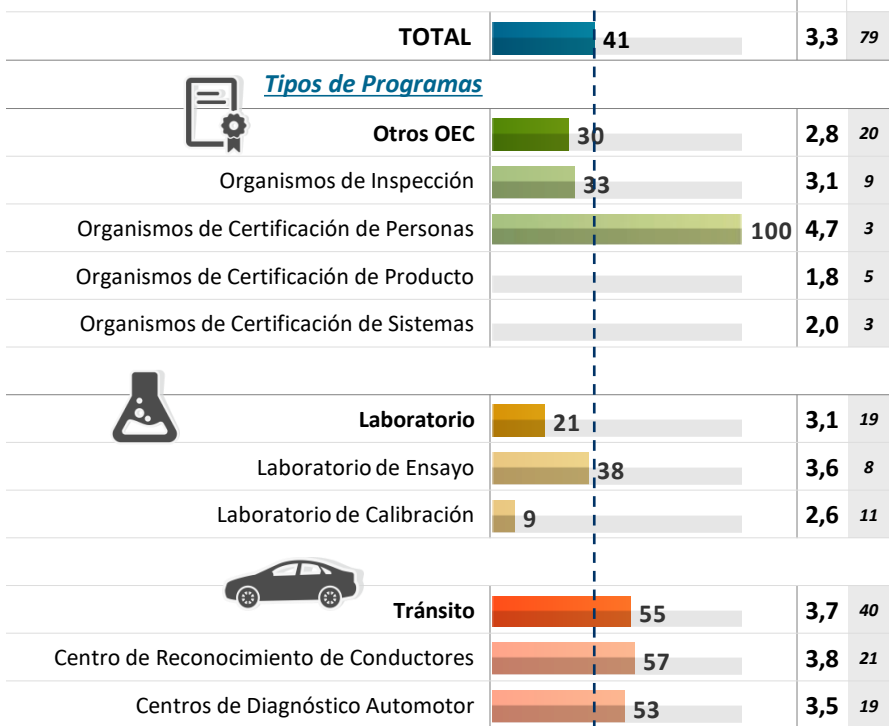 TOTAL 41 3,3 79
Tipos de Programas
Otros OEC 30 2,8 20
Organismos de Inspección 33 3,1 9
Organismos de Certificación de Personas 100 4,7 3
Organismos de Certificación de Producto 1,8 5
Organismos de Certificación de Sistemas 2,0 3
Laboratorio 21 3,1 19
Laboratorio de Ensayo 38 3,6 8
Laboratorio de Calibración 9 2,6 11
Tránsito 55 3,7 40
Centro de Reconocimiento de Conductores 57 3,8 21
Centros de Diagnóstico Automotor 53 3,5 19